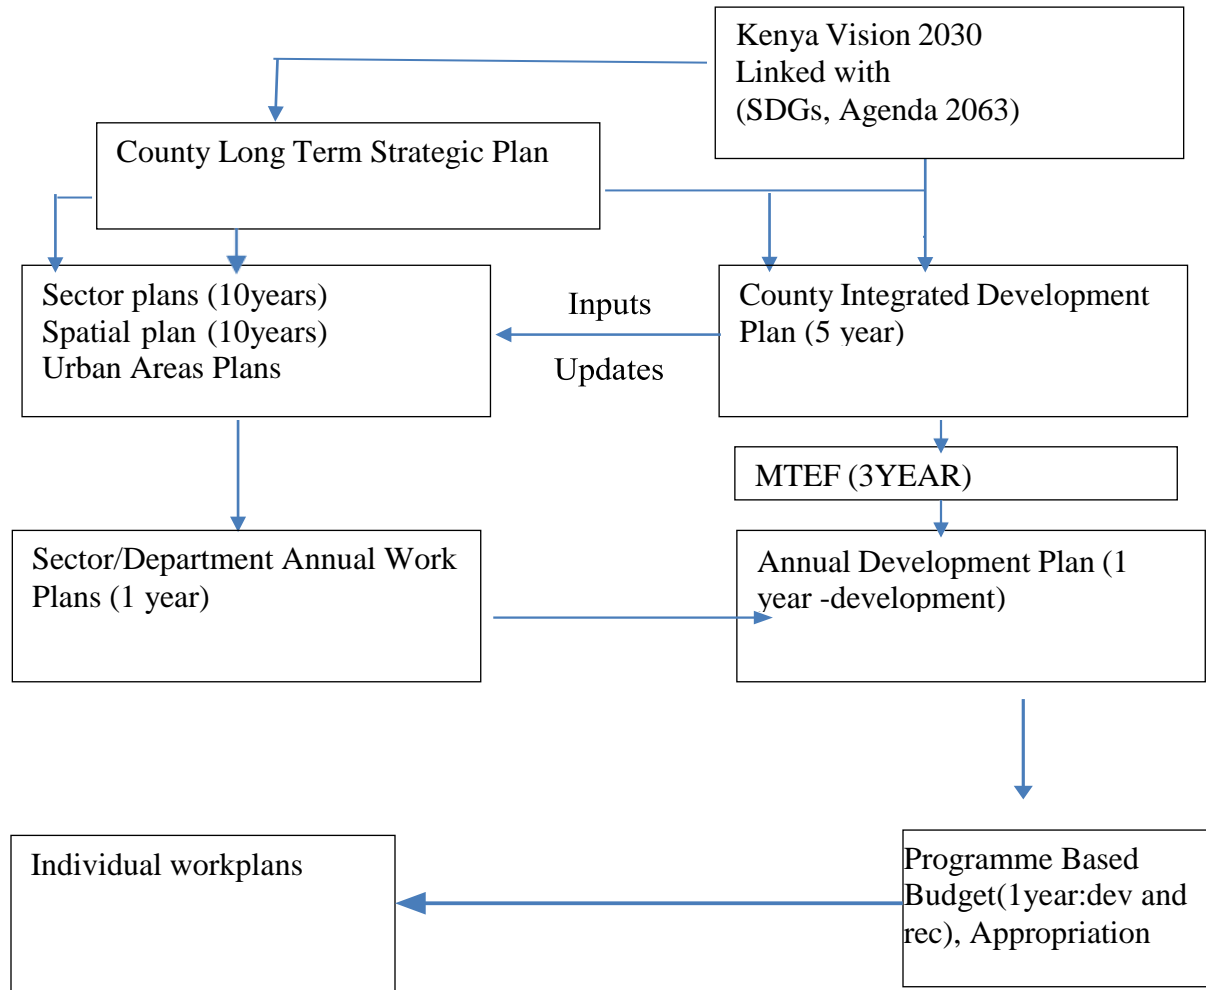 Kenya Vision 2030
Linked with
(SDGs, Agenda 2063)
County Long Term Strategic Plan
Sector plans (10years)
Spatial plan (10years)
Urban Areas Plans
Inputs
Updates
County Integrated Development
Plan (5 year)
MTEF (3YEAR)
Sector/Department Annual Work
Plans (1 year)
Annual Development Plan (1
year -development)
Individual workplans
Programme Based
Budget(1year:dev and
rec), Appropriation